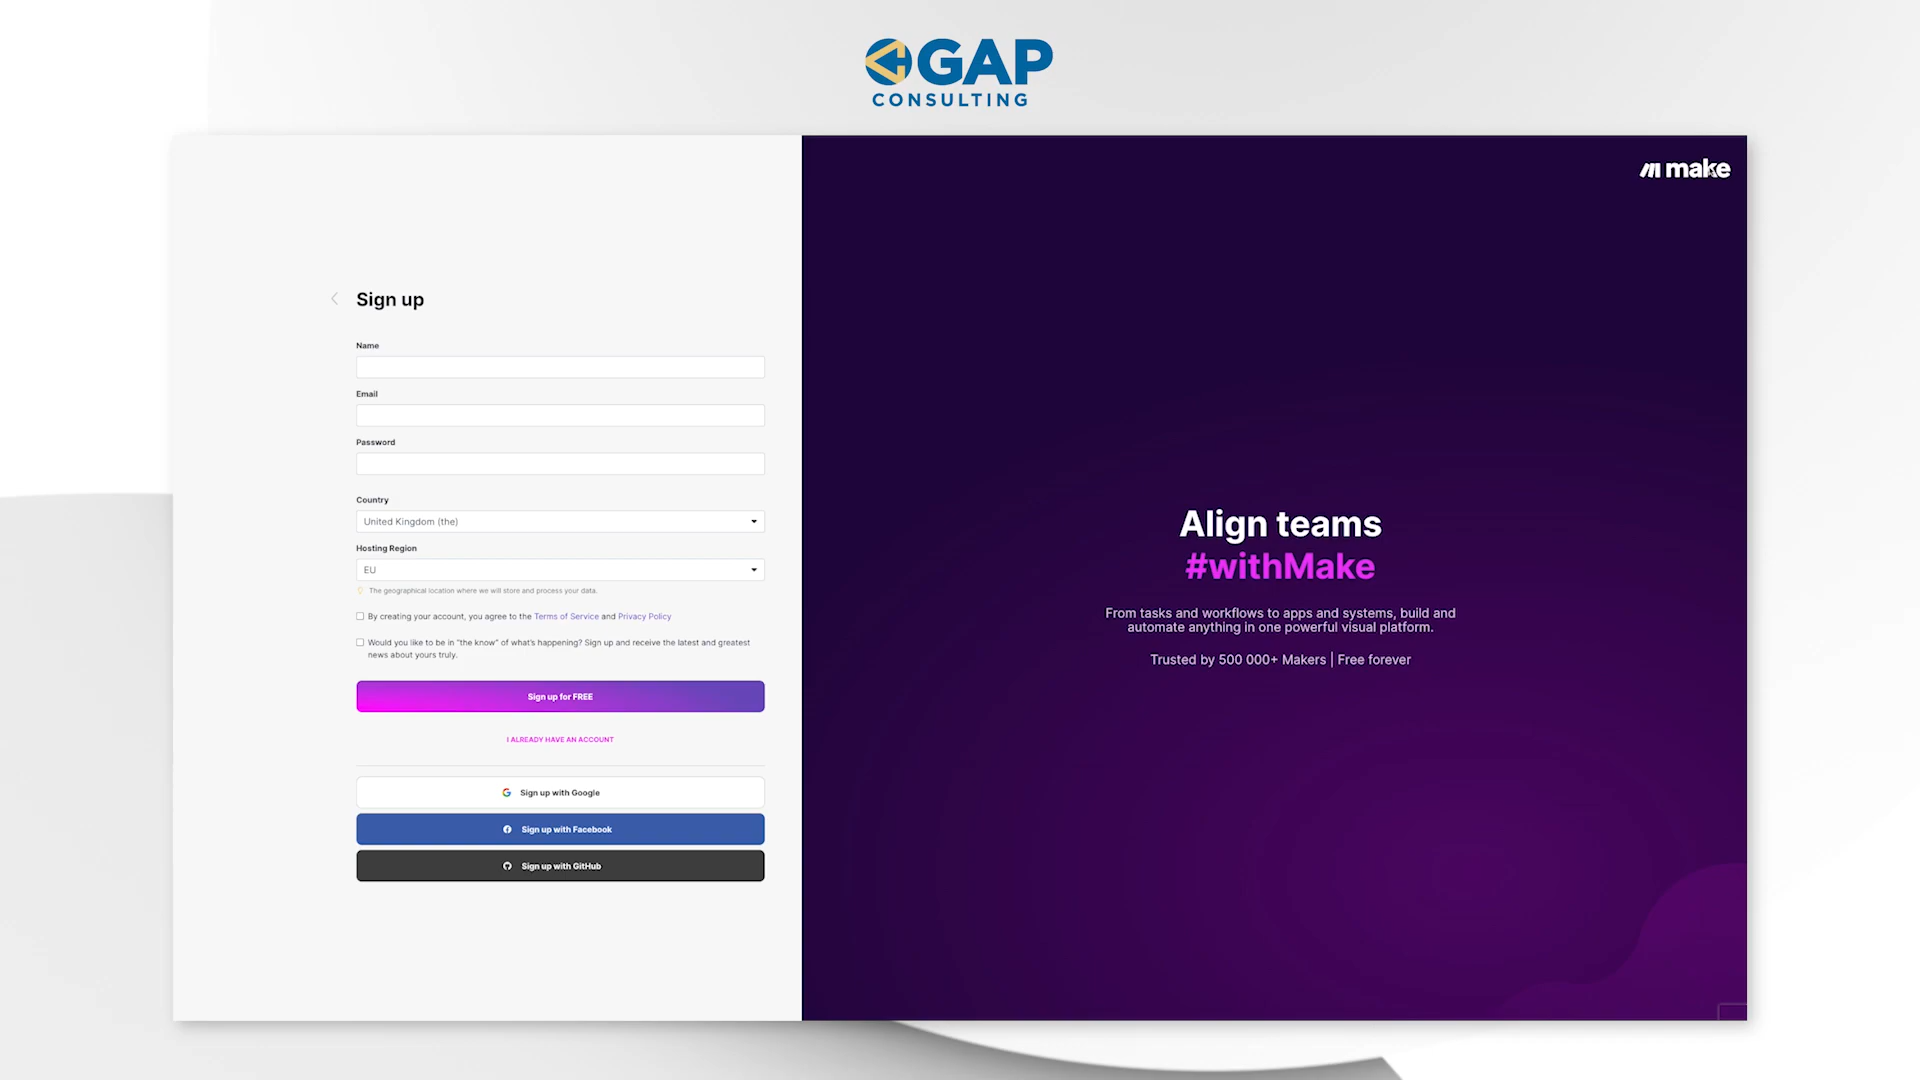 GAP
CONSULTING
make
Sign up
Name
Email
Password
Country
United Kingdom (the)
Hosting Region
EU
The geographical location where we will store and process your data.
By creating your account, you agree to the Terms of Service and Privacy Policy
Would you like to be in "the know" of what's happening? Sign up and receive the latest and greatest
news about yours truly.
Sign up for FREE
I ALREADY HAVE AN ACCOUNT
Sign up with Google
Sign up with Facebook
Sign up with GitHub
Align teams
#withMake
From tasks and workflows to apps and systems, build and
automate anything in one powerful visual platform.
Trusted by 500 000+ Makers | Free forever